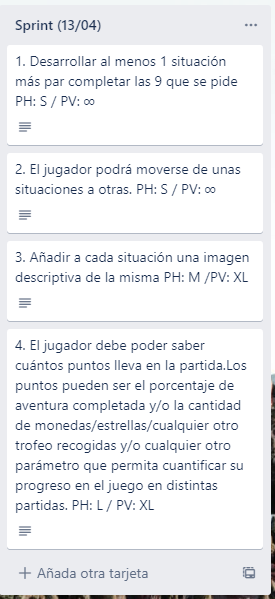 Sprint (13/04)
1. Desarrollar al menos 1 situación
más par completar las 9 que se pide
PH: S / PV: ∞
2. El jugador podrá moverse de unas
situaciones a otras. PH: S / PV: ∞
3. Añadir a cada situación una imagen
descriptiva de la misma PH: M /PV: XL
4. El jugador debe poder saber
cuántos puntos lleva en la partida.Los
puntos pueden ser el porcentaje de
aventura completada y/o la cantidad
de monedas/estrellas/cualquier otro
trofeo recogidas y/o cualquier otro
parámetro que permita cuantificar su
progreso en el juego en distintas
partidas. PH: L / PV: XL
+ Añada otra tarjeta